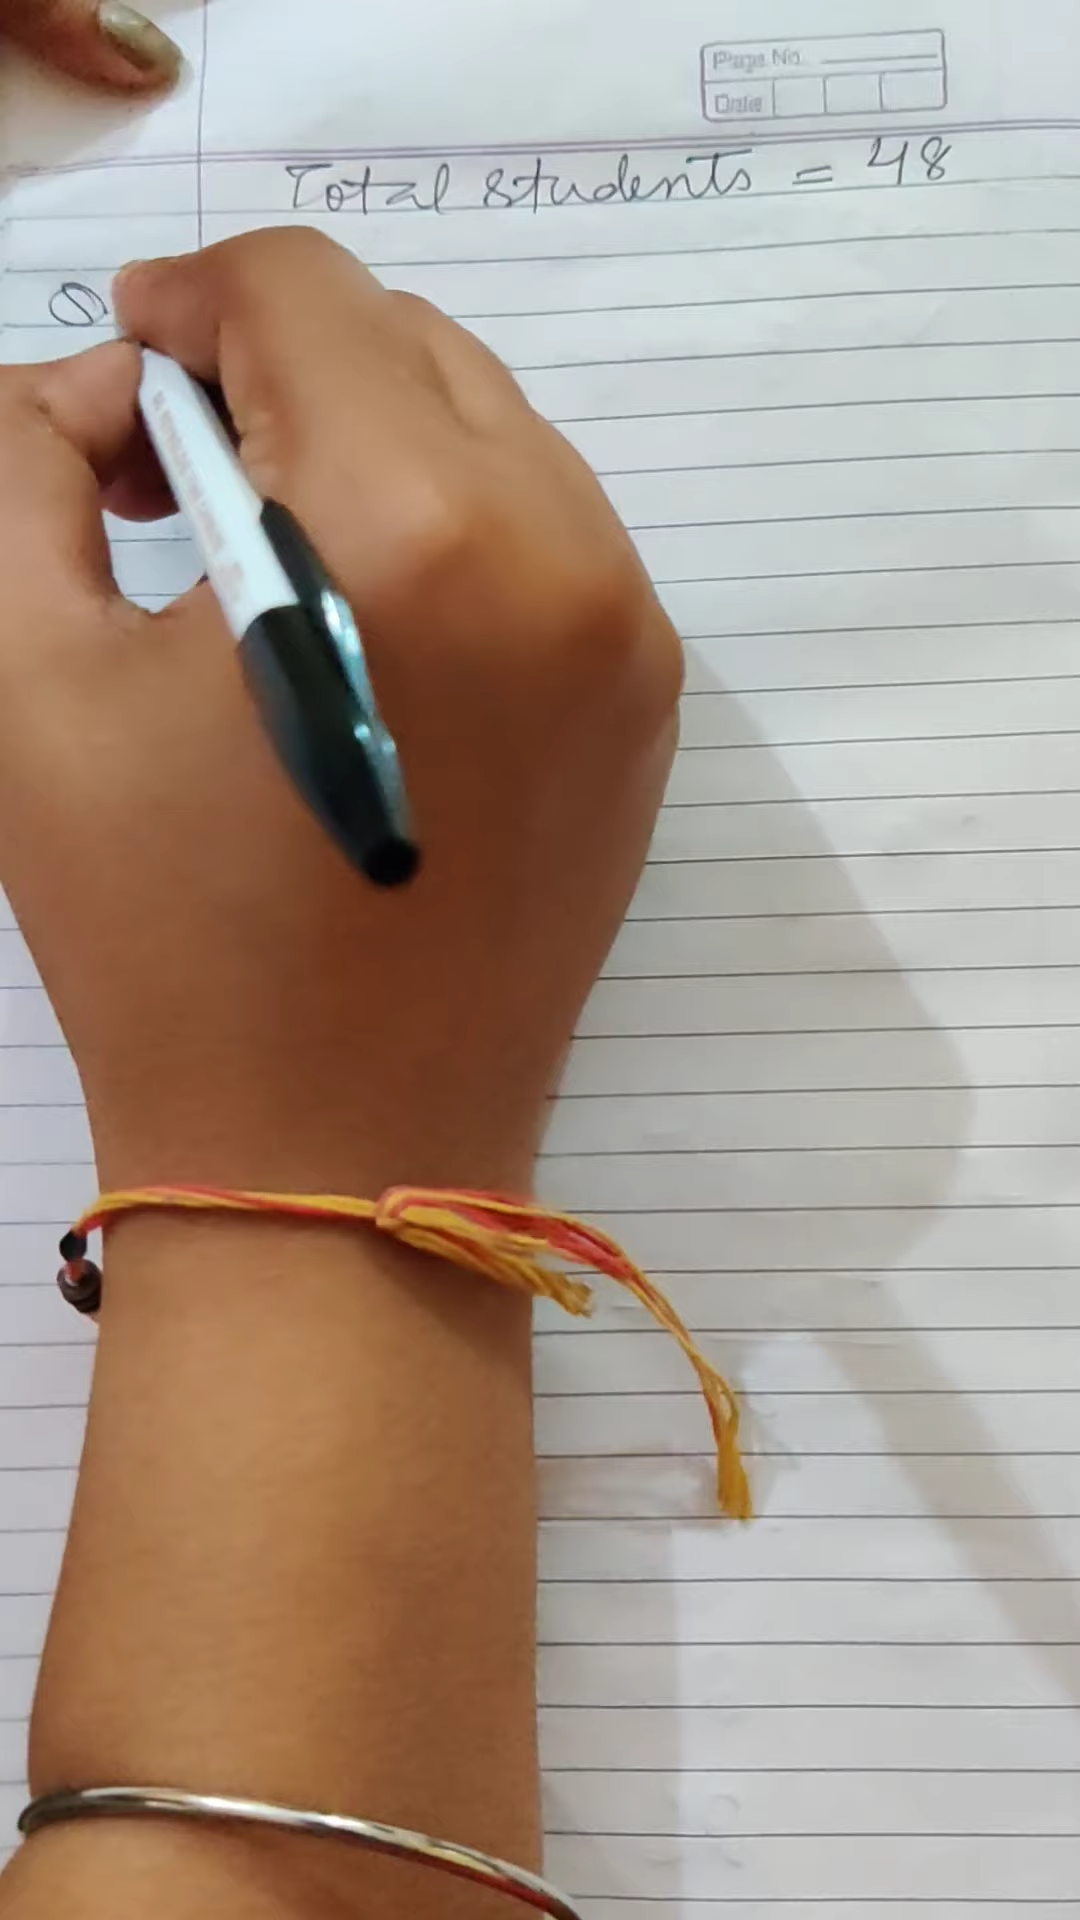 Page No.
Date
Total students = 48